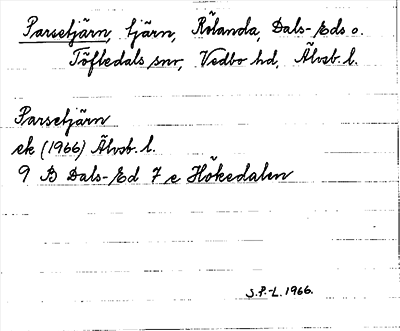 Parsetjärn, tjärn, Rölanda, Dals-Eds o.
Töftedals snr, Vedbo hd, Älvsb. l.
Parsetjärn
ek (1966) Älvsb. l.
9 B Dals-Ed 7 e Hökedalen
S.P.-L. 1966.